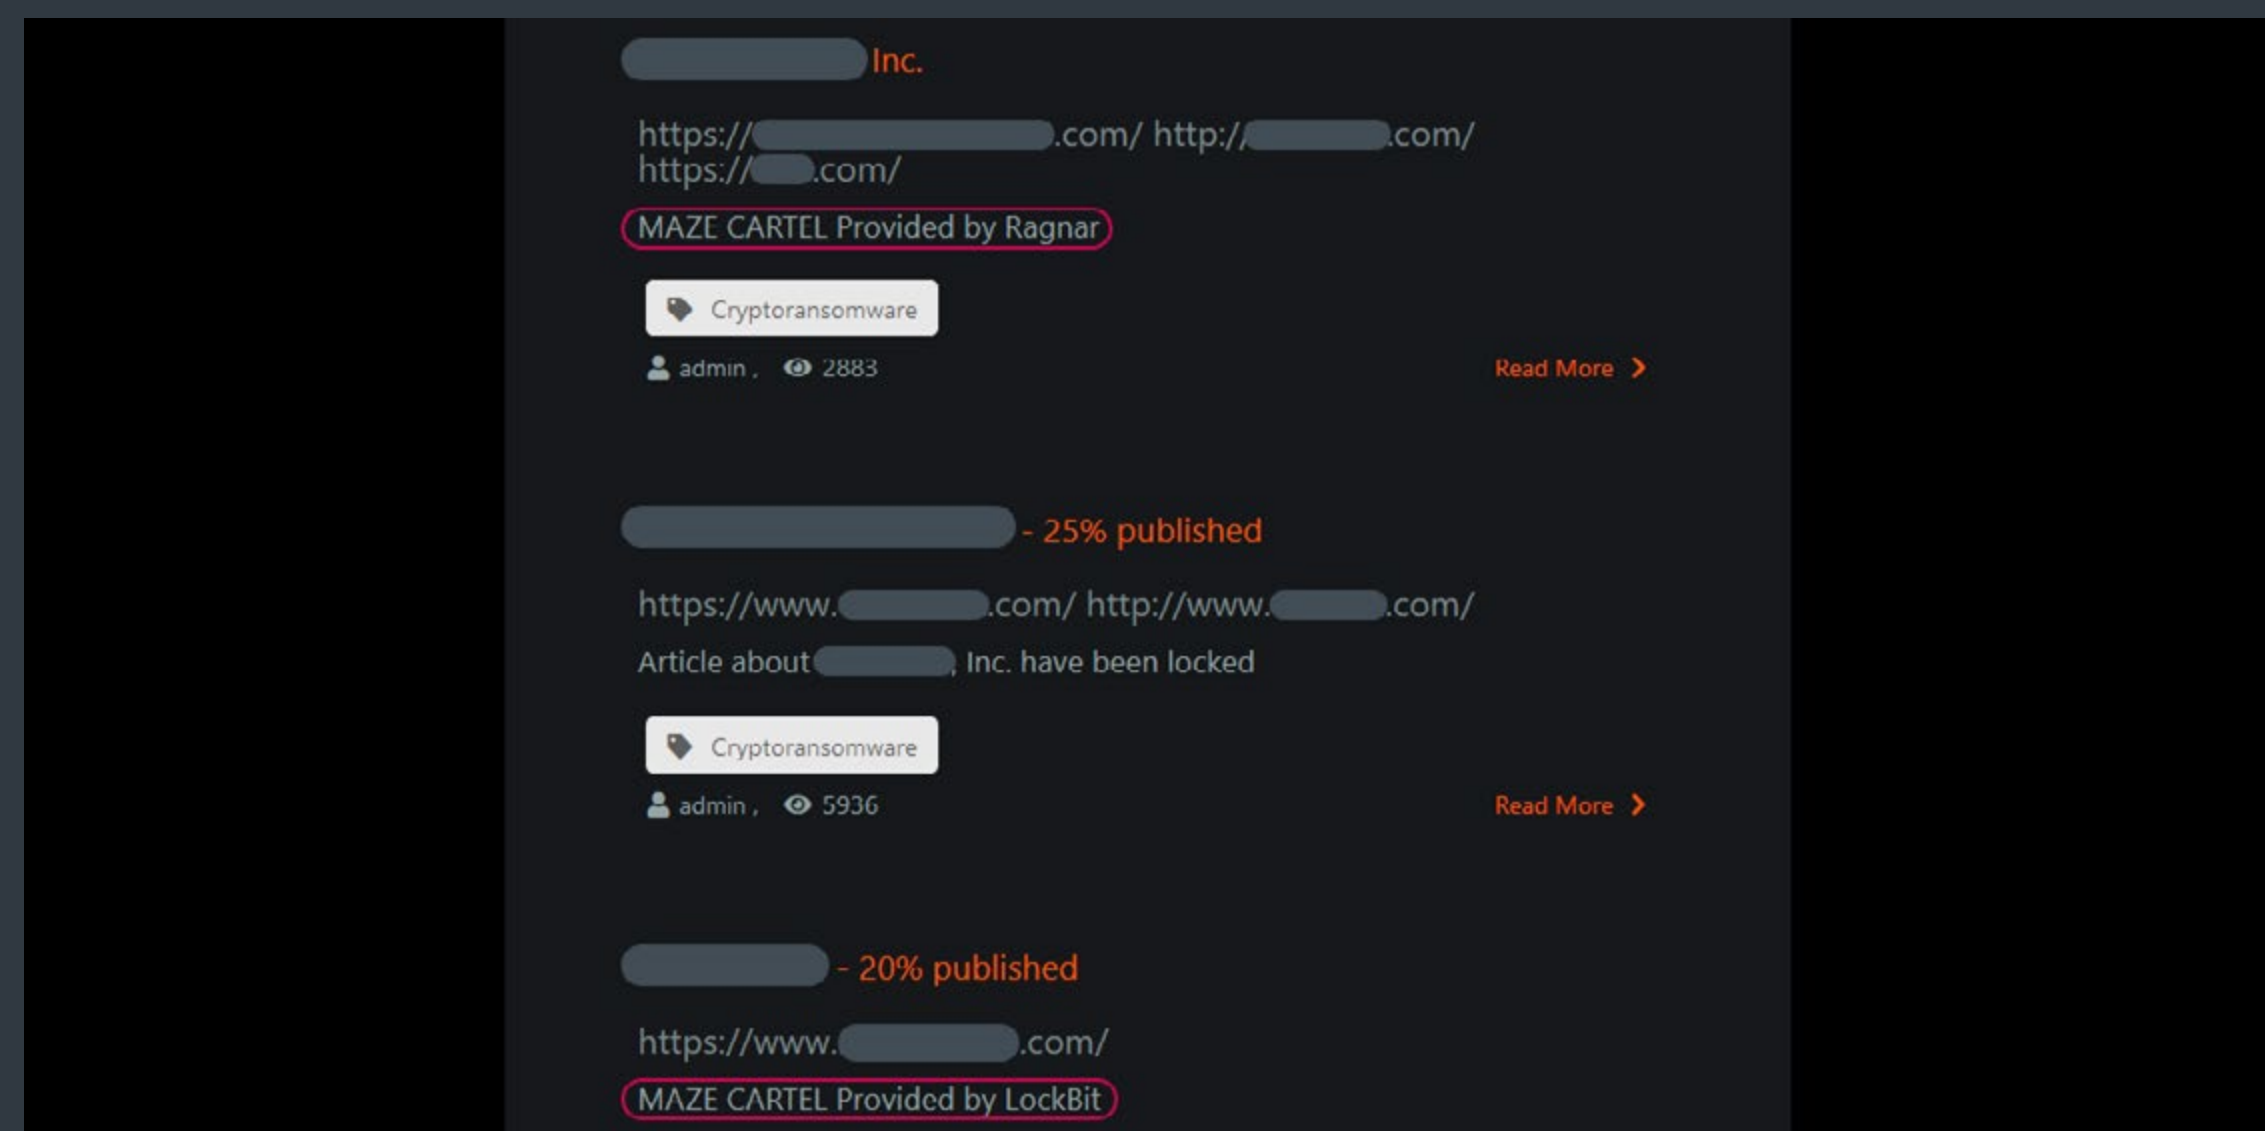 Inc.
https:// .com/ http:// .com/
https:// .com/
MAZE CARTEL Provided by Ragnar
Cryptoransomware
admin , 2883
Read More
- 25% published
https://www. .com/ http://www. .com/
Article about , Inc. have been locked
Cryptoransomware
admin , 5936
Read More
- 20% published
https://www. .com/
MAZE CARTEL Provided by LockBit